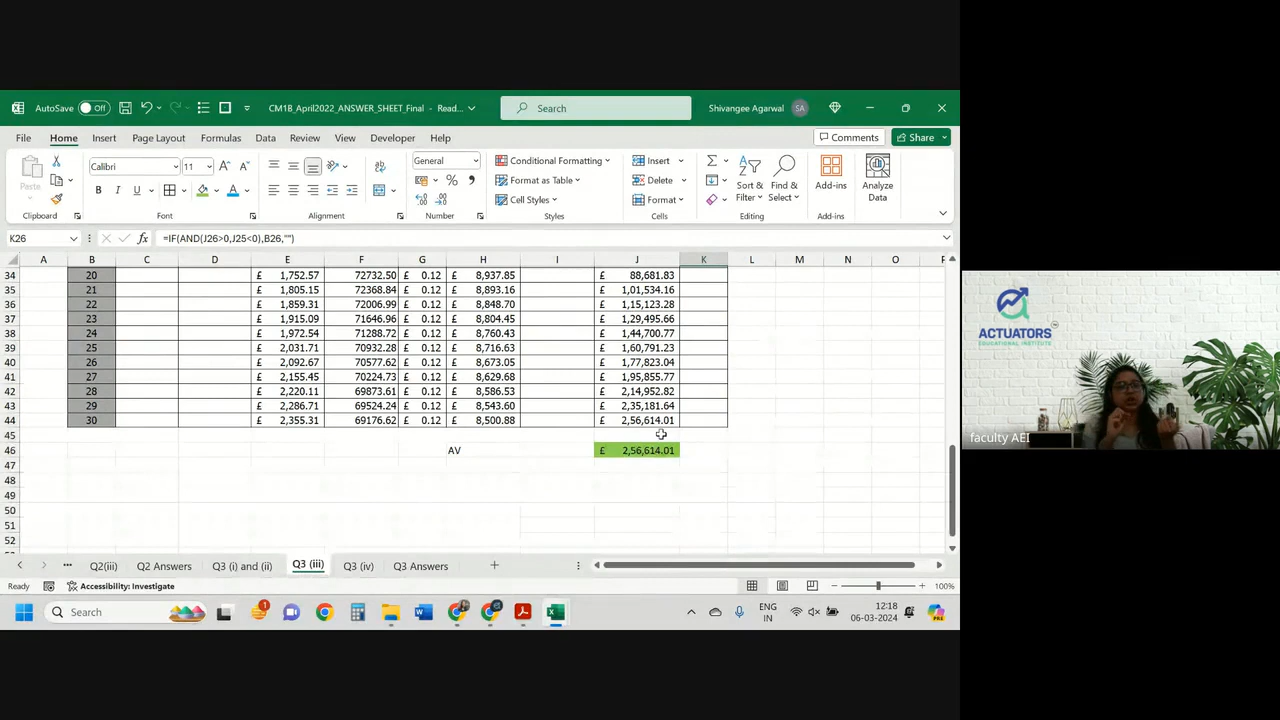 AutoSave Off CM1B_April2022_ANSWER_SHEET_Final - Read... Search Shivangee Agarwal SA
File Home Insert Page Layout Formulas Data Review View Developer Help Comments Share
Paste Calibri 11 General Conditional Formatting Insert Sort & Filter Find & Select Add-ins Analyze Data
Format as Table Delete
Cell Styles Format
Clipboard Font Alignment Number Styles Cells Editing Add-ins
K26 fx =IF(AND(J26>0,J25<0),B26,"")
A B C D E F G H I J K L M N O P
34 20 £ 1,752.57 72732.50 £ 0.12 £ 8,937.85 £ 88,681.83
35 21 £ 1,805.15 72368.84 £ 0.12 £ 8,893.16 £ 1,01,534.16
36 22 £ 1,859.31 72006.99 £ 0.12 £ 8,848.70 £ 1,15,123.28
37 23 £ 1,915.09 71646.96 £ 0.12 £ 8,804.45 £ 1,29,495.66
38 24 £ 1,972.54 71288.72 £ 0.12 £ 8,760.43 £ 1,44,700.77
39 25 £ 2,031.71 70932.28 £ 0.12 £ 8,716.63 £ 1,60,791.23
40 26 £ 2,092.67 70577.62 £ 0.12 £ 8,673.05 £ 1,77,823.04
41 27 £ 2,155.45 70224.73 £ 0.12 £ 8,629.68 £ 1,95,855.77
42 28 £ 2,220.11 69873.61 £ 0.12 £ 8,586.53 £ 2,14,952.82
43 29 £ 2,286.71 69524.24 £ 0.12 £ 8,543.60 £ 2,35,181.64
44 30 £ 2,355.31 69176.62 £ 0.12 £ 8,500.88 £ 2,56,614.01
45
46 AV £ 2,56,614.01
47
48
49
50
51
52
Q2(iii) Q2 Answers Q3 (i) and (ii) Q3 (iii) Q3 (iv) Q3 Answers
Ready Accessibility: Investigate 100%
Search ENG IN 12:18 06-03-2024
ACTUATORS
EDUCATIONAL INSTITUTE
faculty AEI